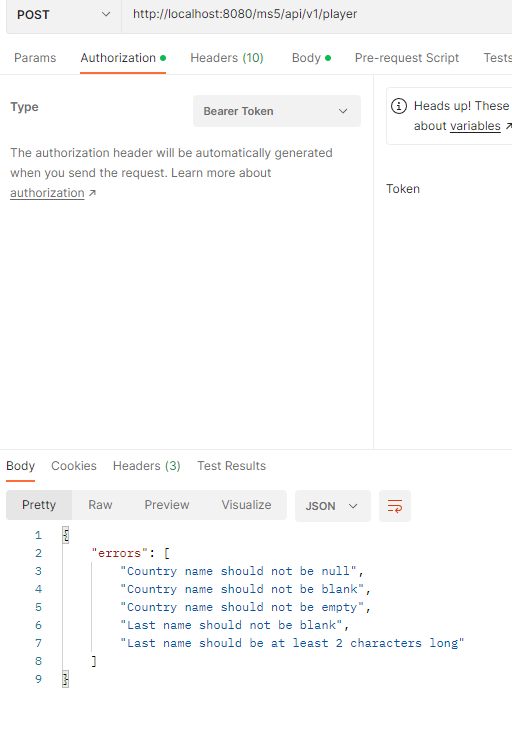 POST http://localhost:8080/ms5/api/v1/player
Params Authorization Headers (10) Body Pre-request Script Tests
Type Bearer Token
The authorization header will be automatically generated
when you send the request. Learn more about
authorization ↗
Heads up! These
about variables ↗
Token
Body Cookies Headers (3) Test Results
Pretty Raw Preview Visualize JSON
1 {
2 "errors": [
3 "Country name should not be null",
4 "Country name should not be blank",
5 "Country name should not be empty",
6 "Last name should not be blank",
7 "Last name should be at least 2 characters long"
8 ]
9 }